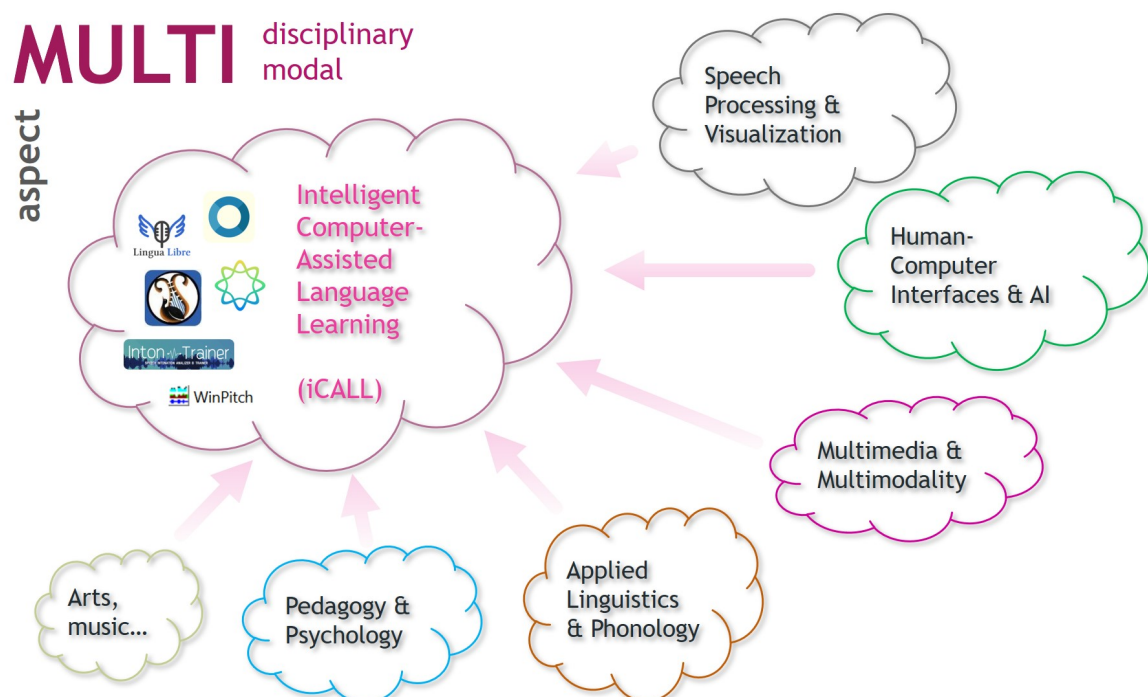 MULTI disciplinary
modal
aspect
Speech
Processing &
Visualization
Intelligent
Computer-
Assisted
Language
Learning
(iCALL)
Lingua Libre
Inton Trainer
WinPitch
Human-
Computer
Interfaces & AI
Multimedia &
Multimodality
Applied
Linguistics
& Phonology
Pedagogy &
Psychology
Arts,
music…